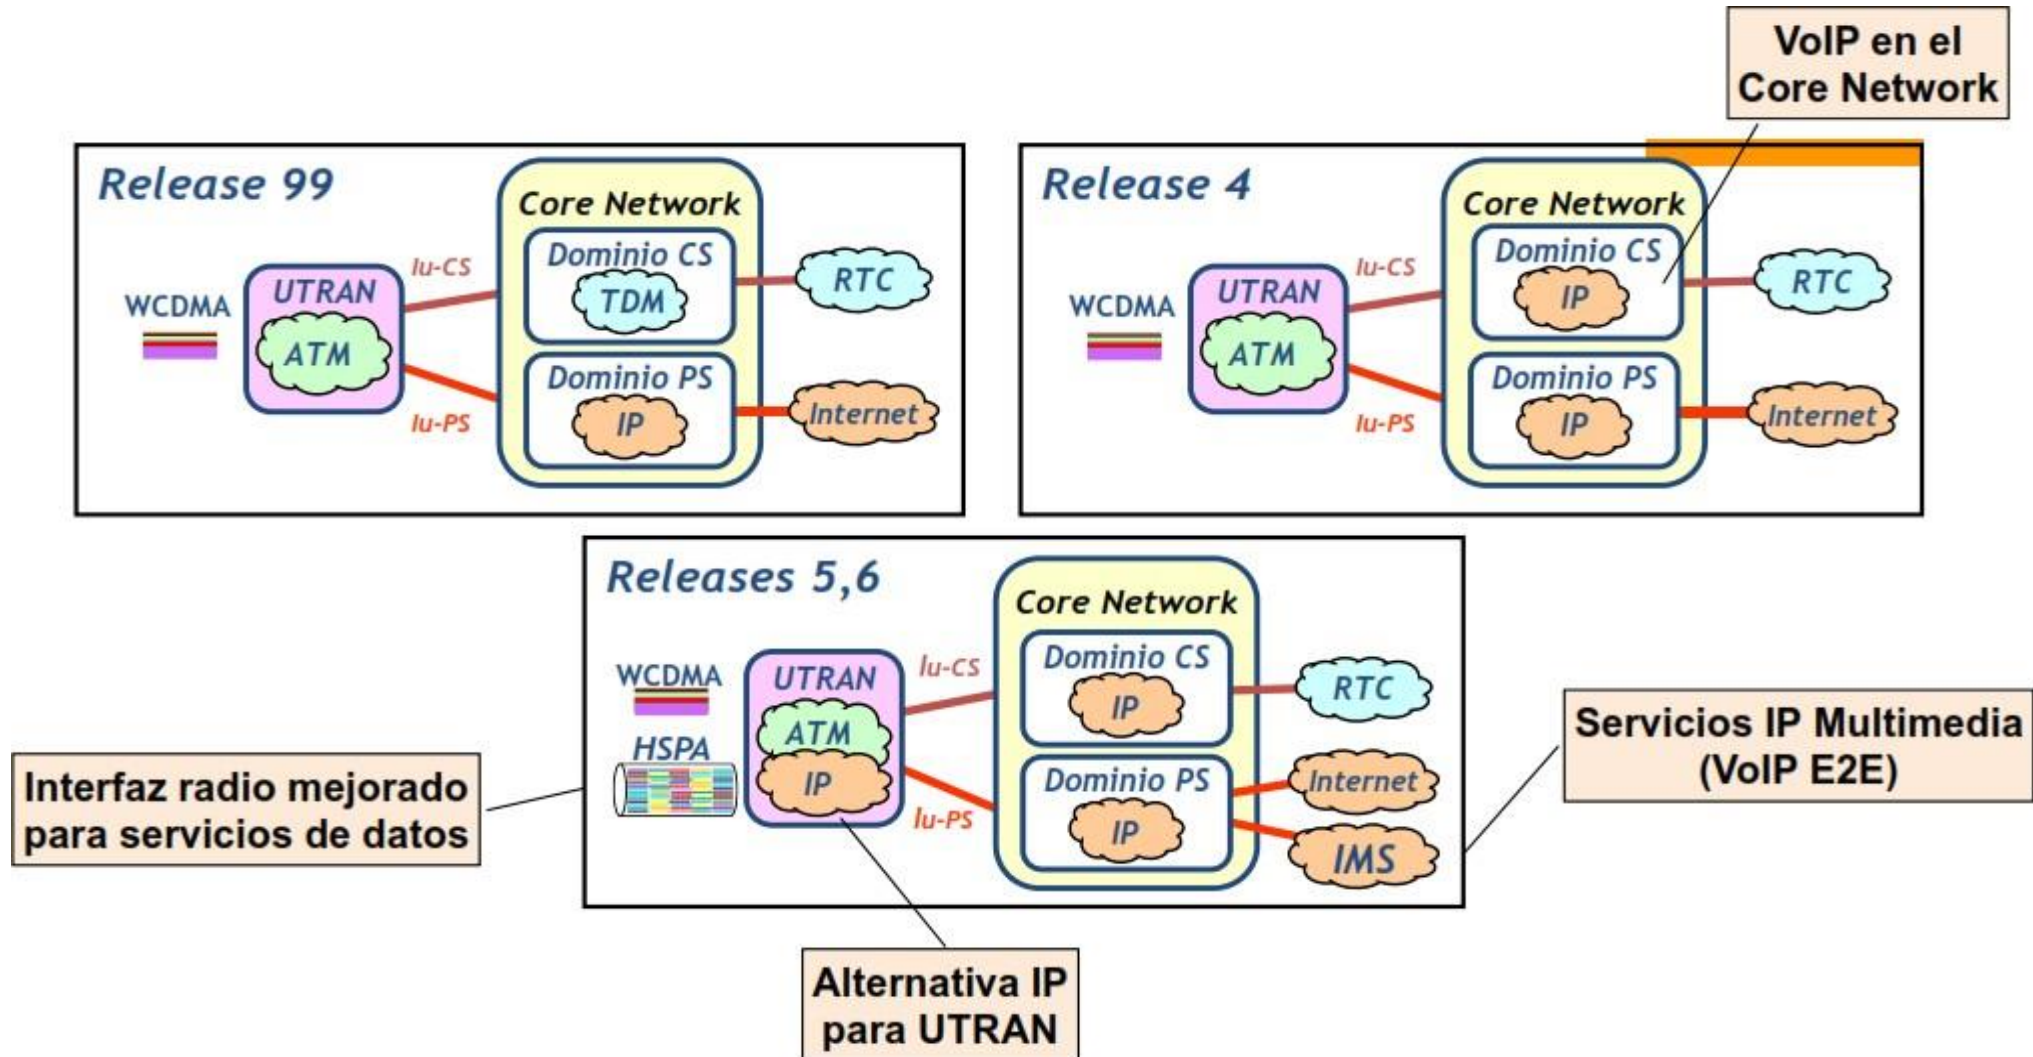 VoIP en el
Core Network
Release 99
Core Network
Dominio CS
TDM
Iu-CS
RTC
WCDMA
UTRAN
ATM
Dominio PS
IP
Iu-PS
Internet
Release 4
Core Network
Dominio CS
IP
Iu-CS
RTC
WCDMA
UTRAN
ATM
Dominio PS
IP
Iu-PS
Internet
Releases 5,6
Core Network
Dominio CS
IP
Iu-CS
RTC
WCDMA
UTRAN
ATM
HSPA
IP
Dominio PS
IP
Iu-PS
Internet
IMS
Servicios IP Multimedia
(VoIP E2E)
Interfaz radio mejorado
para servicios de datos
Alternativa IP
para UTRAN